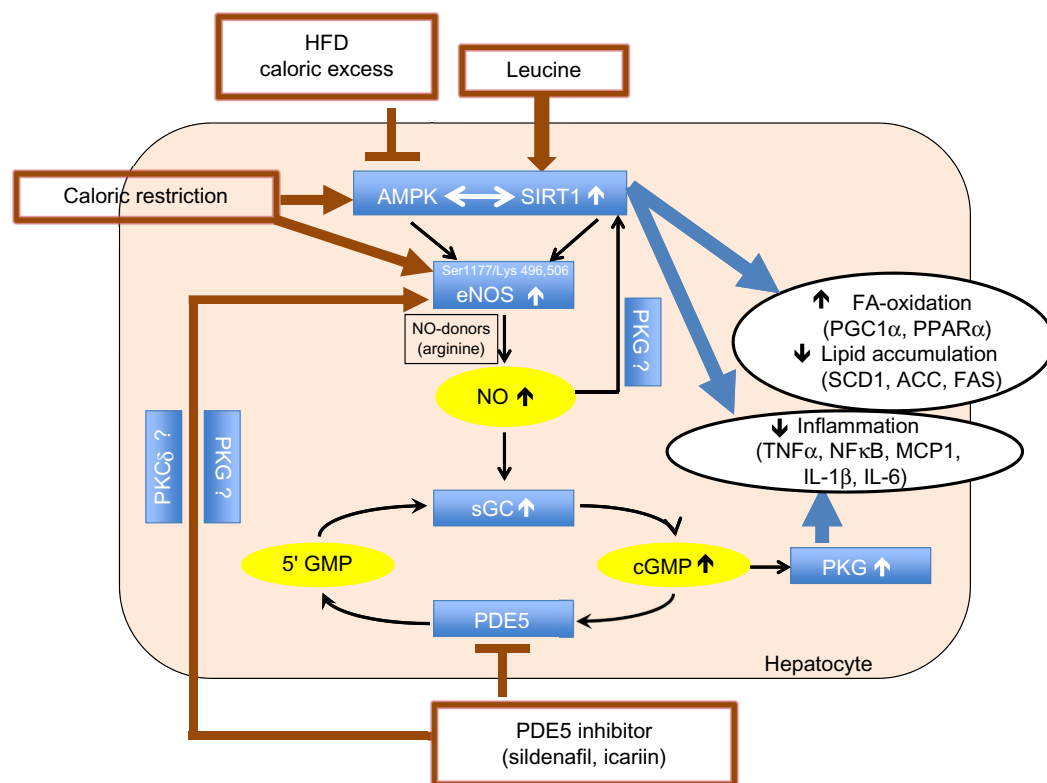 HFD
caloric excess
Leucine
Caloric restriction
AMPK
SIRT1
Ser1177/Lys 496,506
eNOS
NO-donors
(arginine)
PKG ?
NO
FA-oxidation
(PGC1α, PPARα)
Lipid accumulation
(SCD1, ACC, FAS)
Inflammation
(TNFα, NFκB, MCP1,
IL-1β, IL-6)
PKCδ ?
PKG ?
sGC
5' GMP
cGMP
PKG
PDE5
Hepatocyte
PDE5 inhibitor
(sildenafil, icariin)